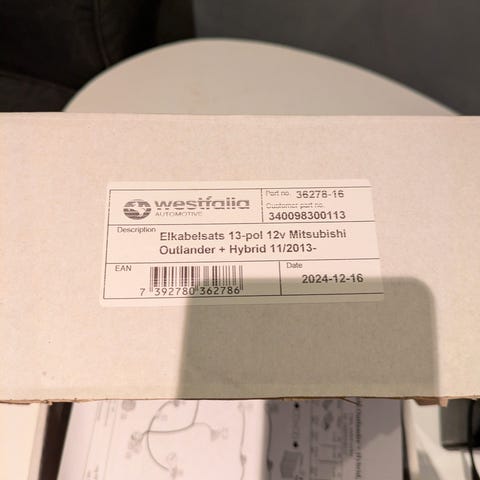 westfalia
AUTOMOTIVE
Part no. 36278-16
Customer part no.
340098300113
Description
Elkabelsats 13-pol 12v Mitsubishi
Outlander + Hybrid 11/2013-
EAN
7 392780 362786
Date
2024-12-16